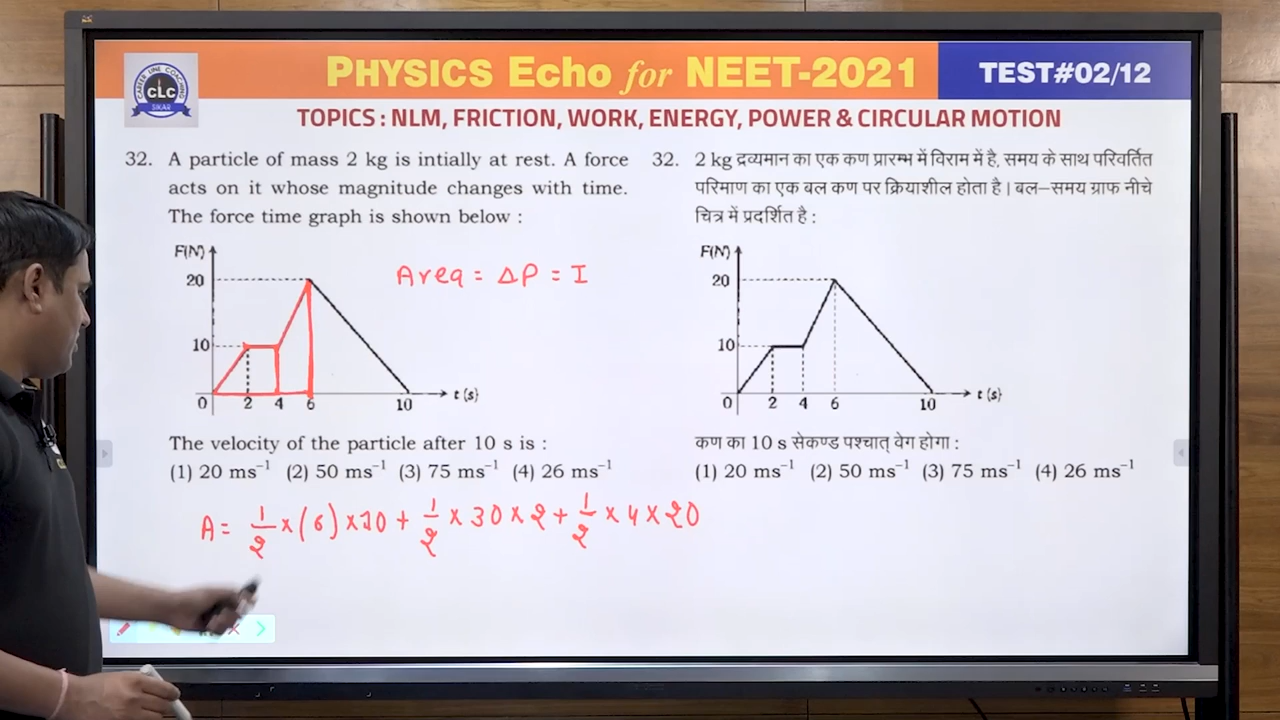 CAREER LINE COACHING
CLC
SIKAR
PHYSICS Echo for NEET-2021
TEST#02/12
TOPICS : NLM, FRICTION, WORK, ENERGY, POWER & CIRCULAR MOTION
32. A particle of mass 2 kg is intially at rest. A force
acts on it whose magnitude changes with time.
The force time graph is shown below :
F(N)
20
10
0 2 4 6 10 t (s)
Area = ΔP = I
The velocity of the particle after 10 s is :
(1) 20 ms⁻¹ (2) 50 ms⁻¹ (3) 75 ms⁻¹ (4) 26 ms⁻¹
A = 1/2 × (6) × 10 + 1/2 × 30 × 2 + 1/2 × 4 × 20
32. 2 kg द्रव्यमान का एक कण प्रारम्भ में विराम में है, समय के साथ परिवर्तित
परिमाण का एक बल कण पर क्रियाशील होता है। बल–समय ग्राफ नीचे
चित्र में प्रदर्शित है :
F(N)
20
10
0 2 4 6 10 t (s)
कण का 10 s सेकण्ड पश्चात् वेग होगा :
(1) 20 ms⁻¹ (2) 50 ms⁻¹ (3) 75 ms⁻¹ (4) 26 ms⁻¹